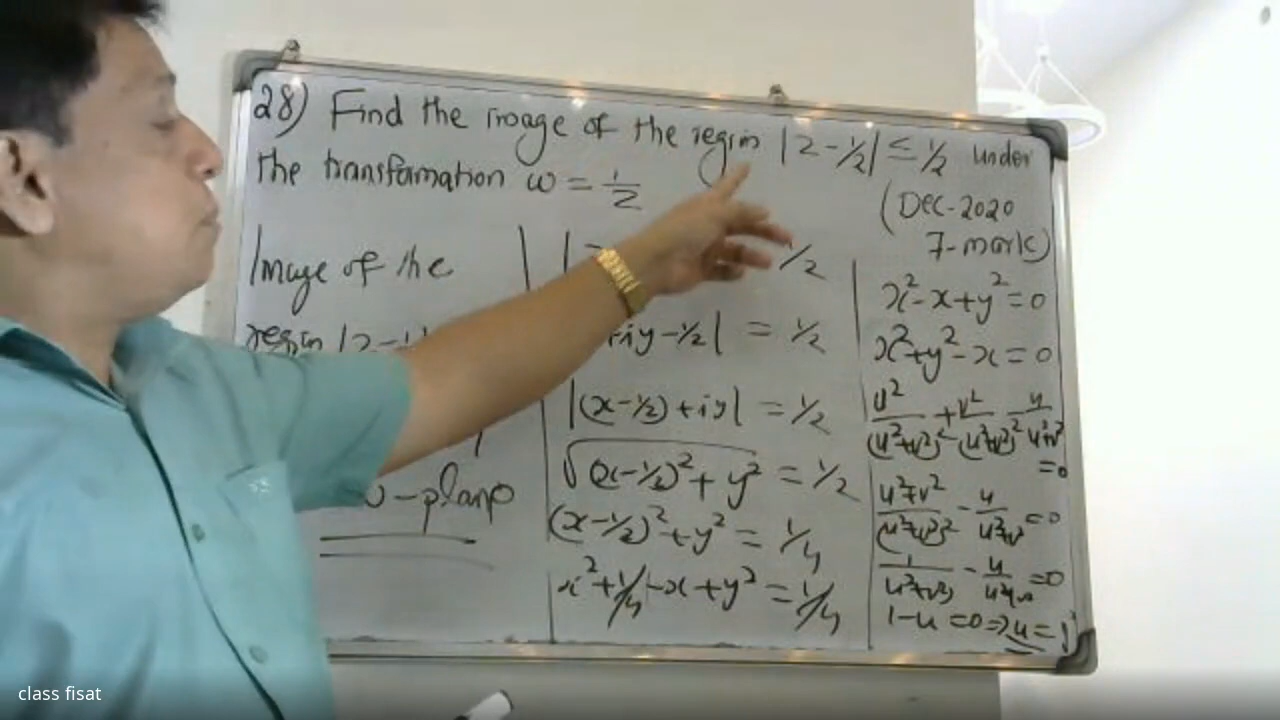 28) Find the image of the region |z-1/2| ≤ 1/2 under
the transformation w = 1/z
(Dec-2020
7-mark)
Image of the
region |z-1
w-plane
1/2
+iy-1/2| = 1/2
|(x-1/2)+iy| = 1/2
√(x-1/2)²+y² = 1/2
(x-1/2)²+y² = 1/4
x²+1/4-x+y² = 1/4
x²-x+y²=0
x²+y²-x=0
u²/(u²+v²)² + v²/(u²+v²)² - u/u²+v²
=0
u²+v²/(u²+v²)² - u/u²+v² =0
1/u²+v² - u/u²+v² =0
1-u=0⇒u=1
class fisat